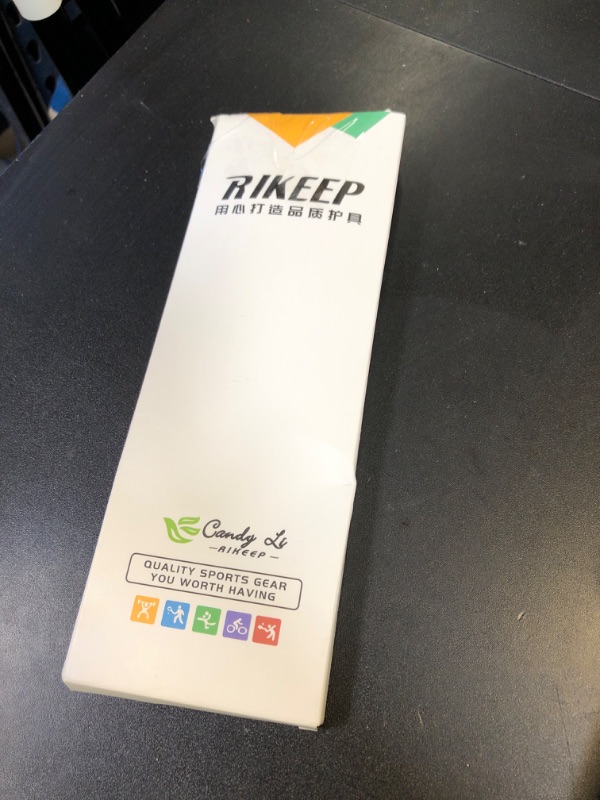 RIKEEP
用心打造品质护具
Candy Li
—RIKEEP—
QUALITY SPORTS GEAR
YOU WORTH HAVING